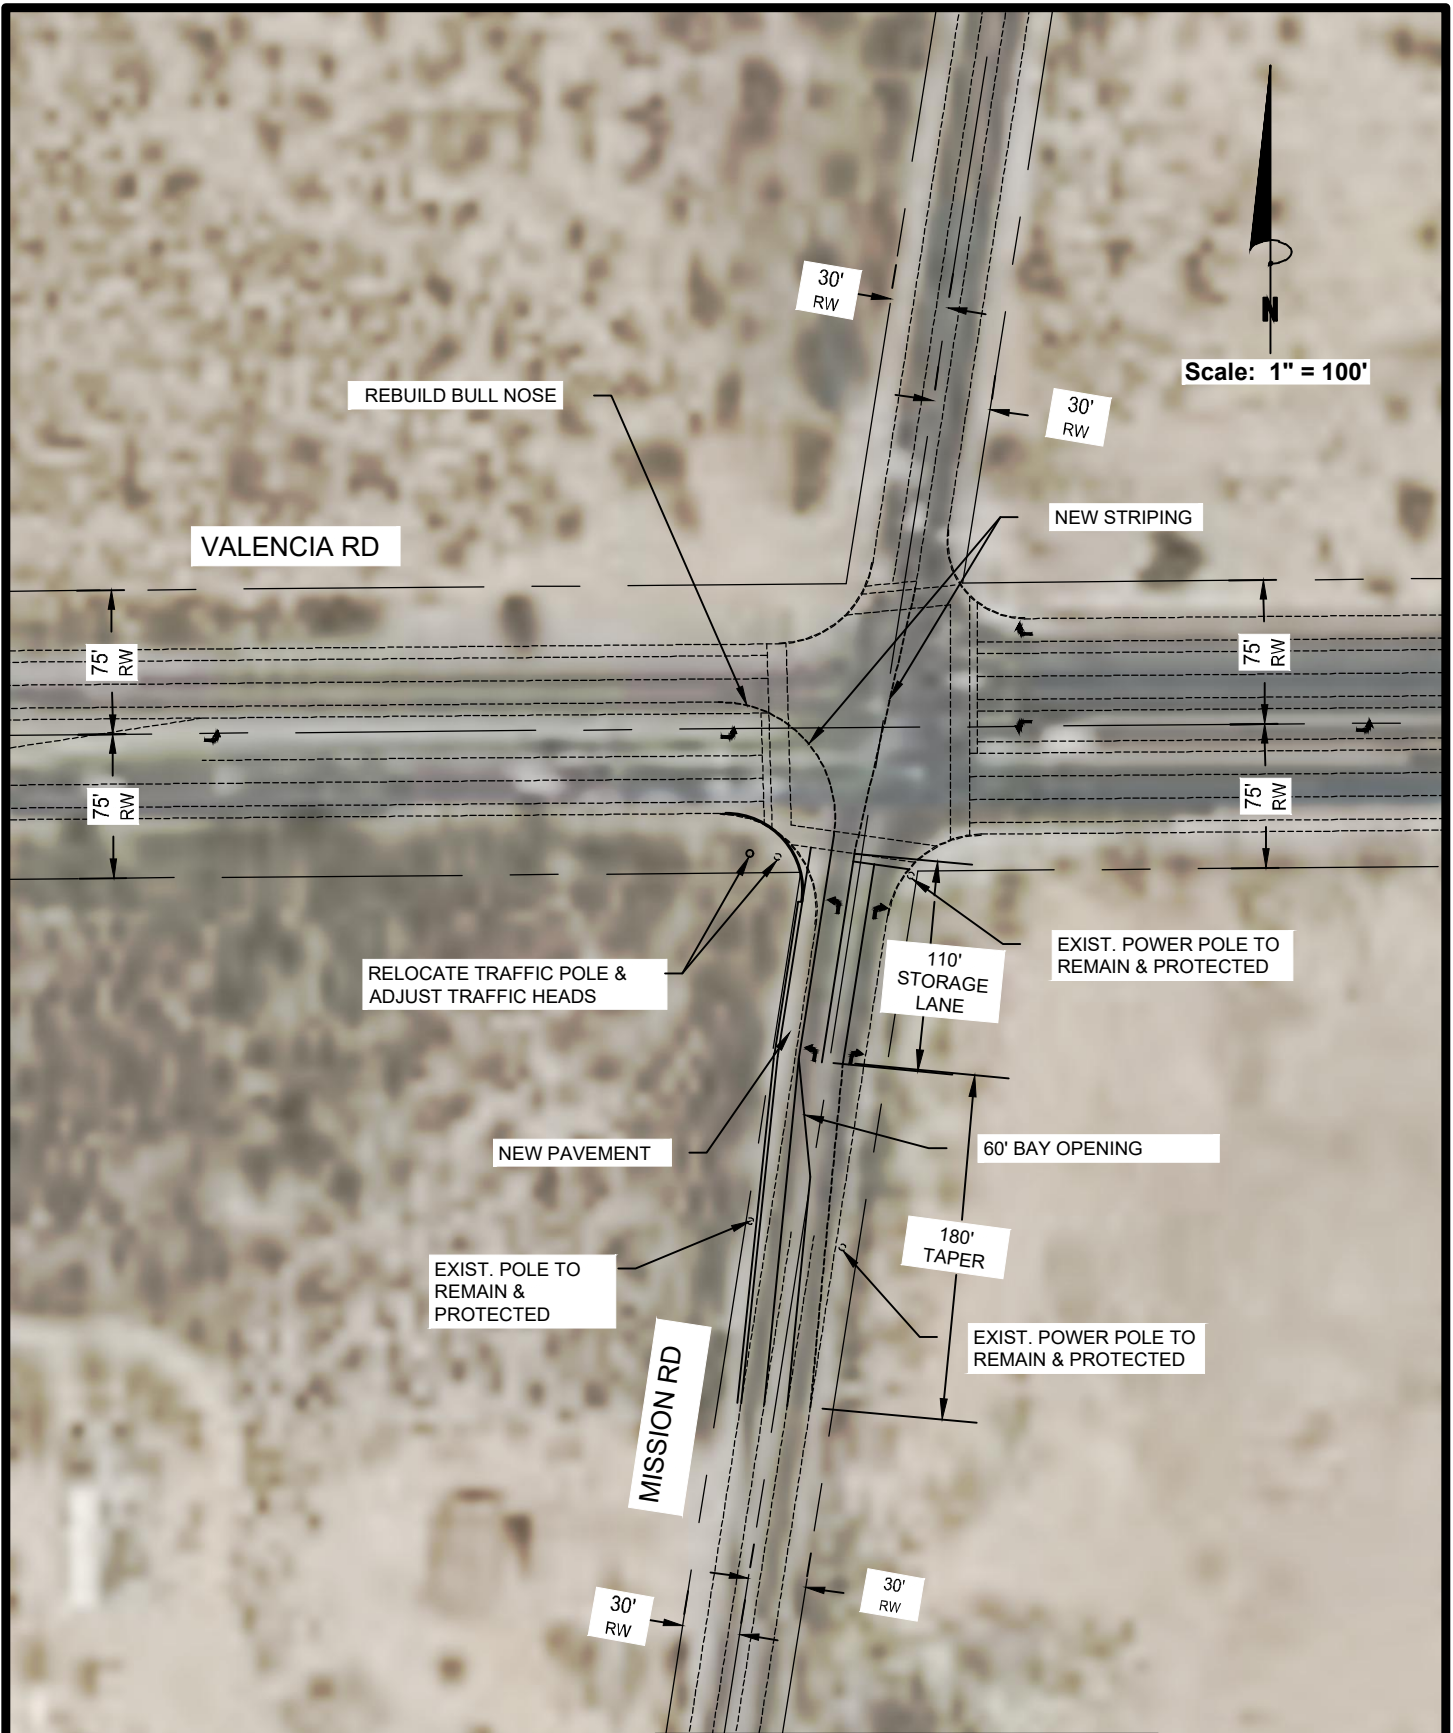 30'
RW
N
Scale: 1" = 100'
REBUILD BULL NOSE
30'
RW
NEW STRIPING
VALENCIA RD
75'
RW
75'
RW
75'
RW
75'
RW
RELOCATE TRAFFIC POLE &
ADJUST TRAFFIC HEADS
110'
STORAGE
LANE
EXIST. POWER POLE TO
REMAIN & PROTECTED
NEW PAVEMENT
60' BAY OPENING
180'
TAPER
EXIST. POLE TO
REMAIN &
PROTECTED
EXIST. POWER POLE TO
REMAIN & PROTECTED
MISSION RD
30'
RW
30'
RW